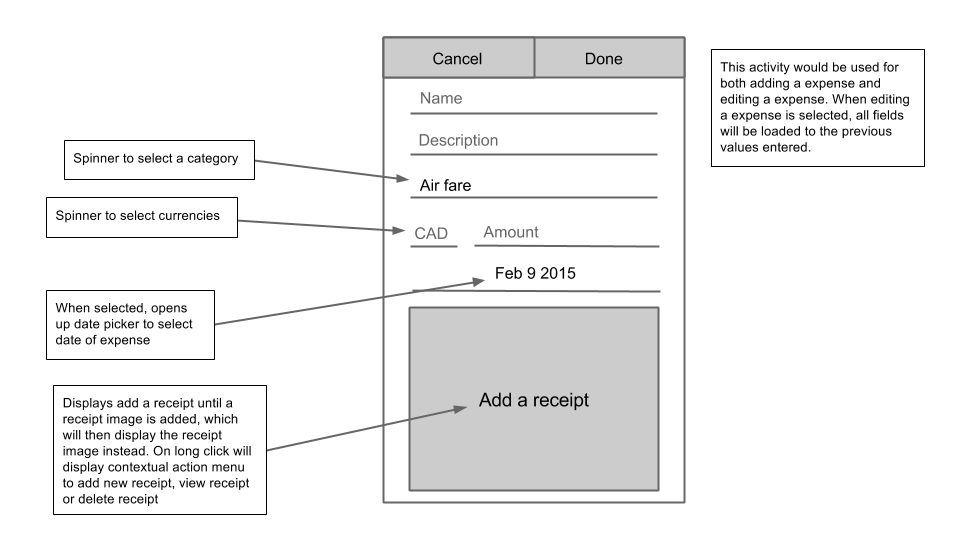 Cancel
Done
Name
Description
Air fare
CAD
Amount
Feb 9 2015
Add a receipt
Spinner to select a category
Spinner to select currencies
When selected, opens
up date picker to select
date of expense
Displays add a receipt until a
receipt image is added, which
will then display the receipt
image instead. On long click will
display contextual action menu
to add new receipt, view receipt
or delete receipt
This activity would be used for
both adding a expense and
editing a expense. When editing
a expense is selected, all fields
will be loaded to the previous
values entered.